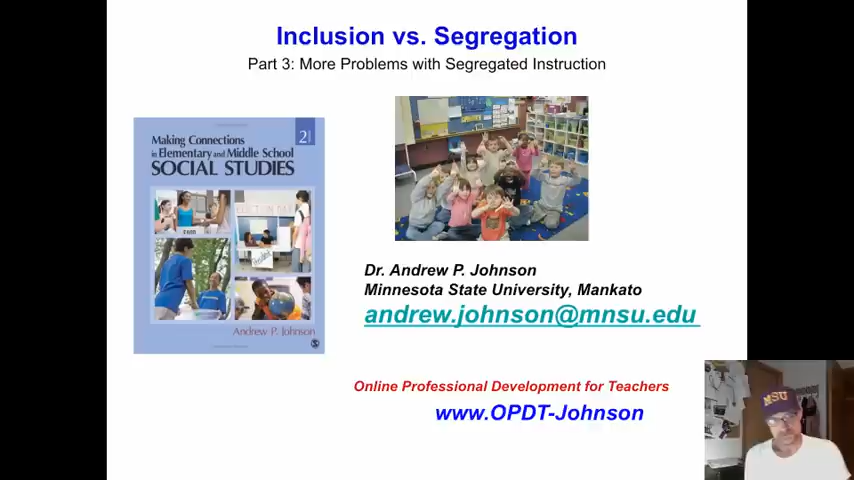 Inclusion vs. Segregation
Part 3: More Problems with Segregated Instruction
2
Making Connections
in Elementary and Middle School
SOCIAL STUDIES
Andrew P. Johnson
Dr. Andrew P. Johnson
Minnesota State University, Mankato
andrew.johnson@mnsu.edu
Online Professional Development for Teachers
www.OPDT-Johnson
MSU